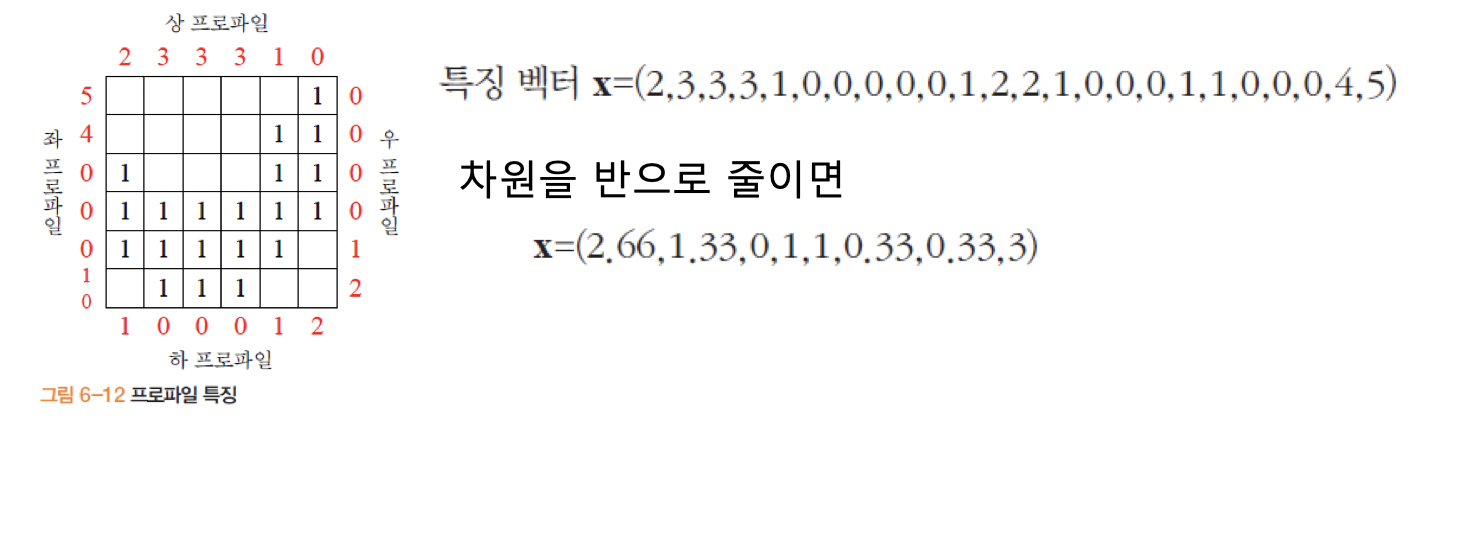 상 프로파일
2 3 3 3 1 0
5 1 0
4 1 1 0
0 1 1 1 0
0 1 1 1 1 1 1 0
0 1 1 1 1 1 1
1 0 1 1 1 2
1 0 0 0 1 2
좌 프로파일
우 프로파일
하 프로파일
그림 6-12 프로파일 특징
특징 벡터 x=(2,3,3,3,1,0,0,0,0,0,1,2,2,1,0,0,0,1,1,0,0,0,4,5)
차원을 반으로 줄이면
x=(2.66,1.33,0,1,1,0.33,0.33,3)